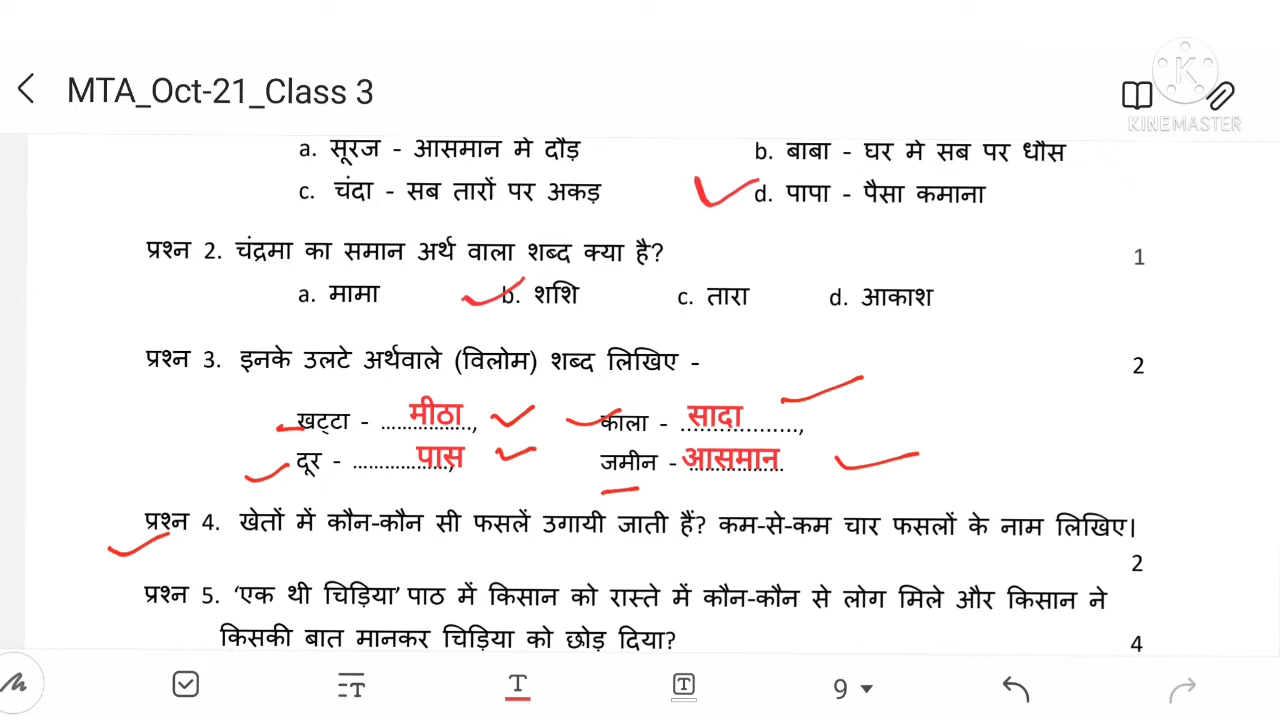 MTA_Oct-21_Class 3
K
KINEMASTER
a. सूरज - आसमान मे दौड़ b. बाबा - घर मे सब पर धौस
c. चंदा - सब तारों पर अकड़ d. पापा - पैसा कमाना
प्रश्न 2. चंद्रमा का समान अर्थ वाला शब्द क्या है? 1
a. मामा b. शशि c. तारा d. आकाश
प्रश्न 3. इनके उलटे अर्थवाले (विलोम) शब्द लिखिए - 2
खट्टा - मीठा................, काला - सादा..................,
दूर - ..................पास, जमीन - आसमान................
प्रश्न 4. खेतों में कौन-कौन सी फसलें उगायी जाती हैं? कम-से-कम चार फसलों के नाम लिखिए।
2
प्रश्न 5. ‘एक थी चिड़िया’ पाठ में किसान को रास्ते में कौन-कौन से लोग मिले और किसान ने
किसकी बात मानकर चिड़िया को छोड़ दिया? 4
T T T 9